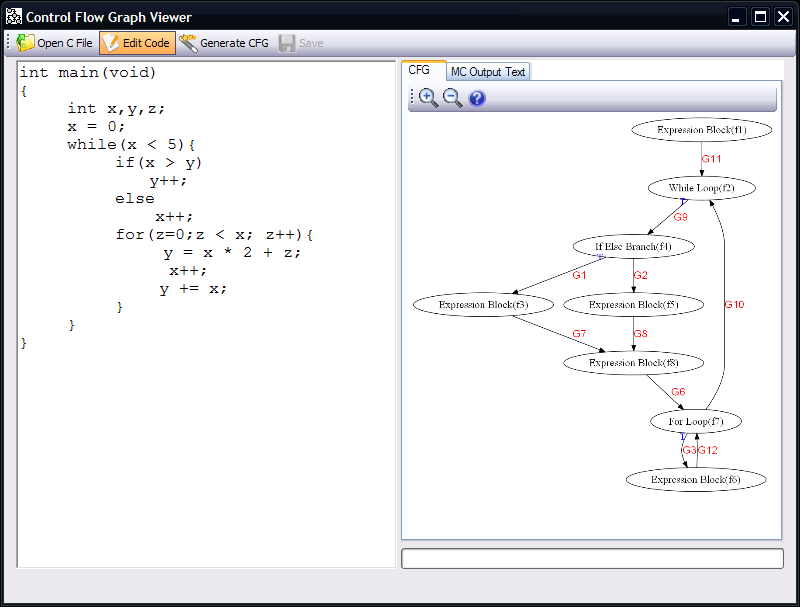 Control Flow Graph Viewer
Open C File Edit Code Generate CFG Save
int main(void)
{
int x,y,z;
x = 0;
while(x < 5){
if(x > y)
y++;
else
x++;
for(z=0;z < x; z++){
y = x * 2 + z;
x++;
y += x;
}
}
}
CFG MC Output Text
Expression Block(f1)
G11
While Loop(f2)
T
G9
If Else Branch(f4)
T
G1 G2
Expression Block(f3) Expression Block(f5)
G10
G7 G8
Expression Block(f8)
G6
For Loop(f7)
T
G3 G12
Expression Block(f6)